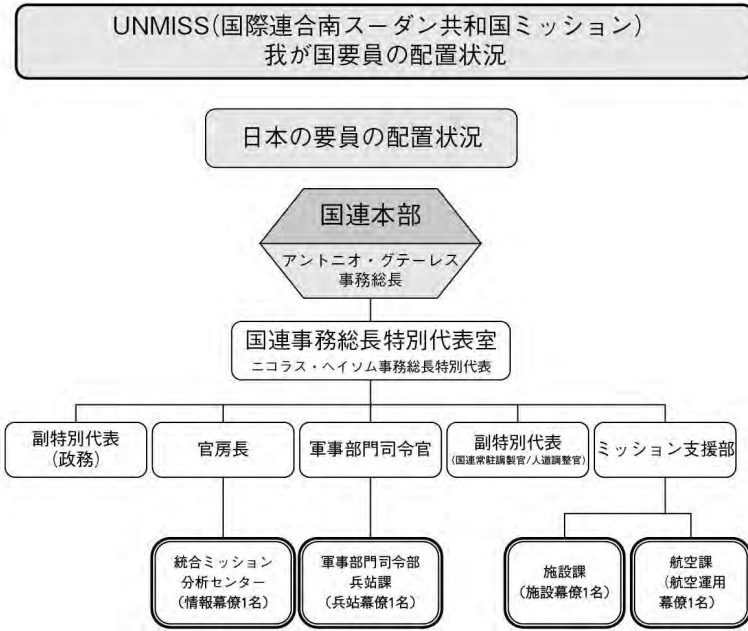 UNMISS(国際連合南スーダン共和国ミッション)
我が国要員の配置状況
日本の要員の配置状況
国連本部
アントニオ・グテーレス
事務総長
国連事務総長特別代表室
ニコラス・ヘイソム事務総長特別代表
副特別代表
(政務)
官房長
軍事部門司令官
副特別代表
(国連常駐調製官/人道調整官)
ミッション支援部
統合ミッション
分析センター
(情報幕僚1名)
軍事部門司令部
兵站課
(兵站幕僚1名)
施設課
(施設幕僚1名)
航空課
(航空運用
幕僚1名)